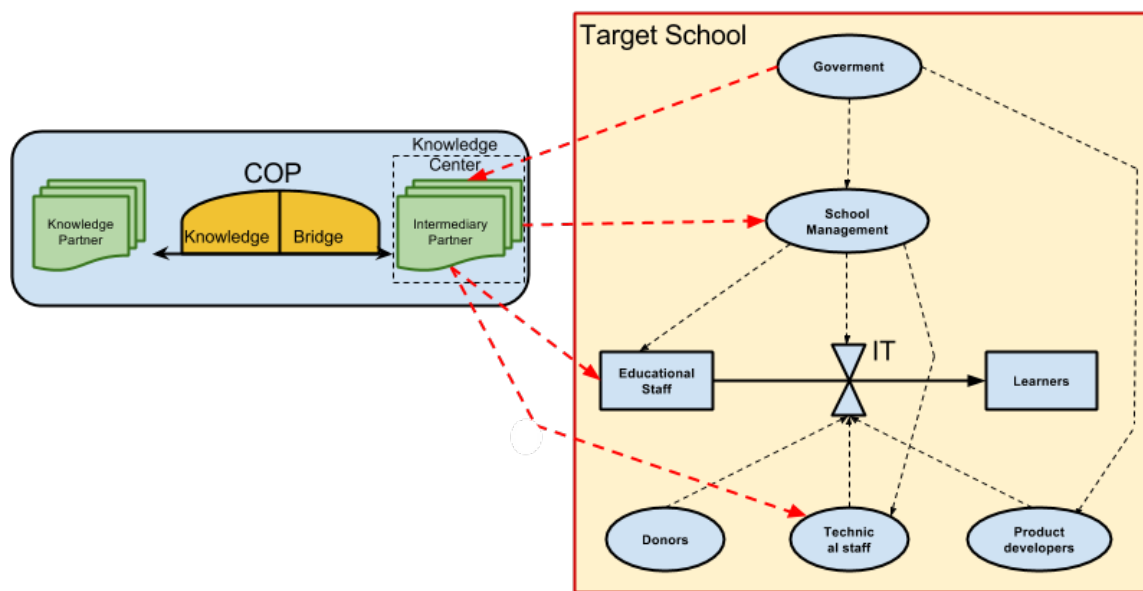 Target School
Goverment
Knowledge
Center
COP
Knowledge
Partner
Knowledge
Bridge
Intermediary
Partner
School
Management
IT
Educational
Staff
Learners
Donors
Technic
al staff
Product
developers